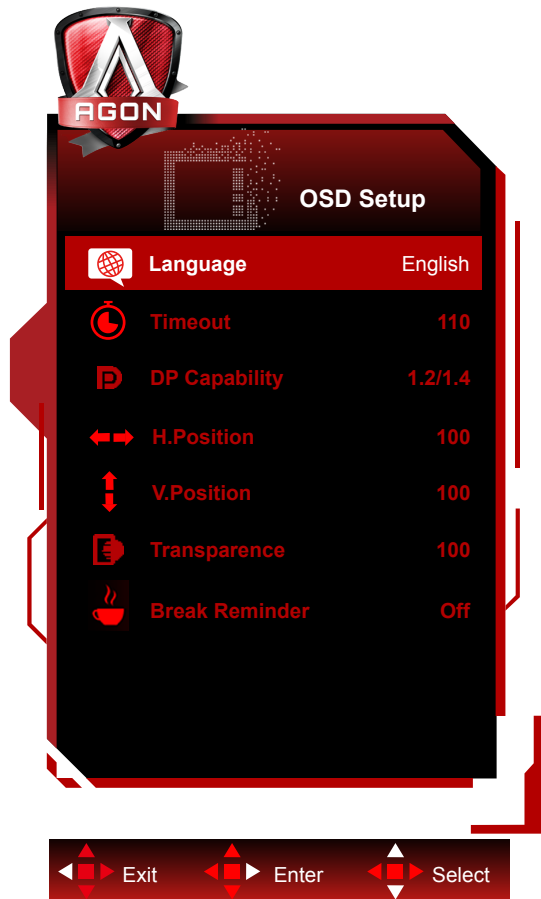 AGON
OSD Setup
Language English
Timeout 110
DP Capability 1.2/1.4
H.Position 100
V.Position 100
Transparence 100
Break Reminder Off
Exit Enter Select